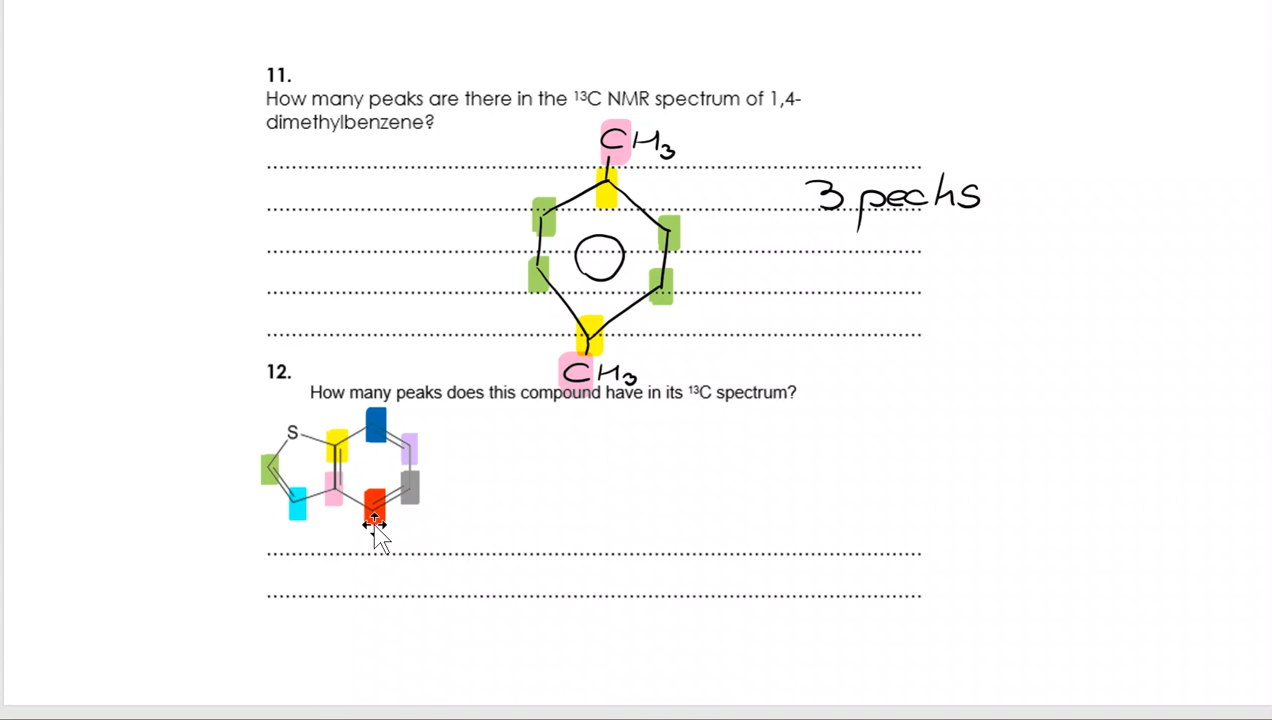 11.
How many peaks are there in the ¹³C NMR spectrum of 1,4-
dimethylbenzene?
CH₃
3 pecks
CH₃
12.
How many peaks does this compound have in its ¹³C spectrum?
S